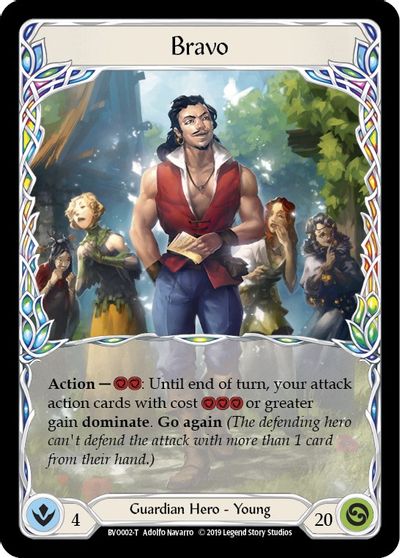 Bravo
Action — : Until end of turn, your attack
action cards with cost or greater
gain dominate. Go again (The defending hero
can't defend the attack with more than 1 card
from their hand.)
4
Guardian Hero - Young
20
BVO002-T Adolfo Navarro © 2019 Legend Story Studios